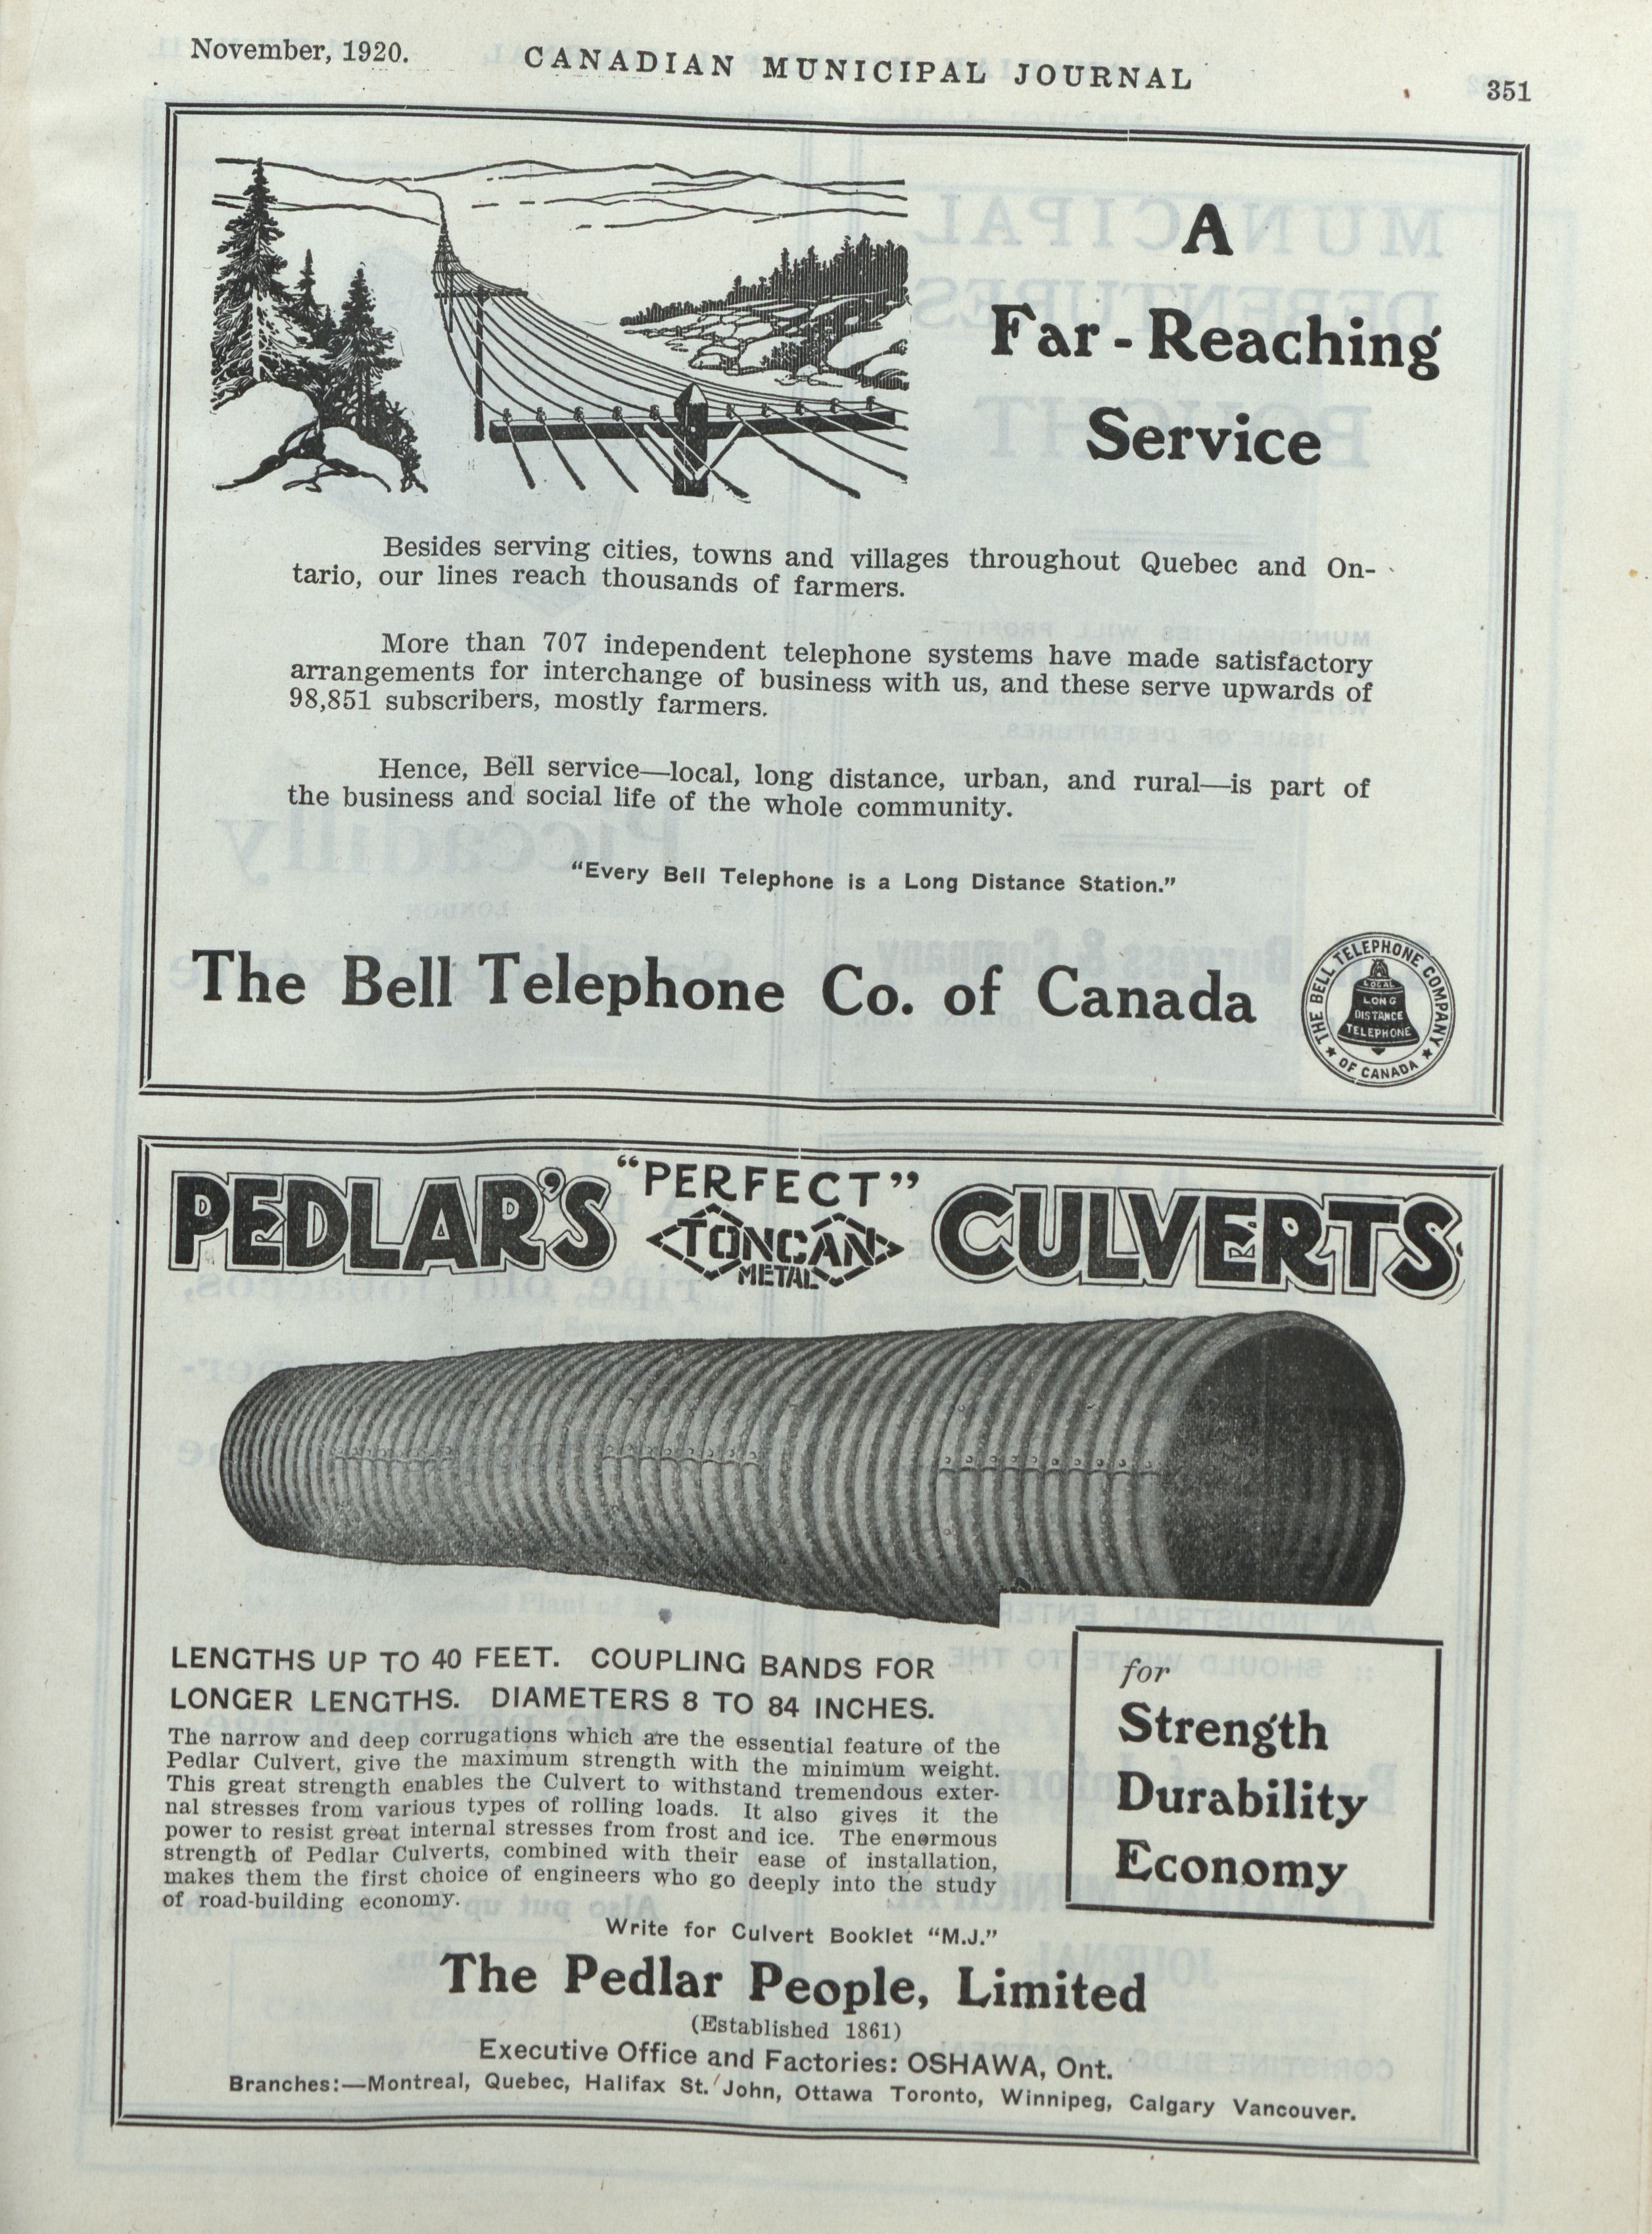 November, 1920. CANADIAN MUNICIPAL JOURNAL 351
A
Far-Reaching
Service
Besides serving cities, towns and villages throughout Quebec and On-
tario, our lines reach thousands of farmers.
More than 707 independent telephone systems have made satisfactory
arrangements for interchange of business with us, and these serve upwards of
98,851 subscribers, mostly farmers.
Hence, Bell service—local, long distance, urban, and rural—is part of
the business and social life of the whole community.
"Every Bell Telephone is a Long Distance Station."
The Bell Telephone Co. of Canada
THE BELL TELEPHONE COMPANY
OF CANADA
LOCAL
LONG
DISTANCE
TELEPHONE
PEDLAR'S "PERFECT" CULVERTS
TONCAN
METAL
LENGTHS UP TO 40 FEET. COUPLING BANDS FOR
LONGER LENGTHS. DIAMETERS 8 TO 84 INCHES.
The narrow and deep corrugations which are the essential feature of the
Pedlar Culvert, give the maximum strength with the minimum weight.
This great strength enables the Culvert to withstand tremendous exter-
nal stresses from various types of rolling loads. It also gives it the
power to resist great internal stresses from frost and ice. The enormous
strength of Pedlar Culverts, combined with their ease of installation,
makes them the first choice of engineers who go deeply into the study
of road-building economy.
for
Strength
Durability
Economy
Write for Culvert Booklet "M.J."
The Pedlar People, Limited
(Established 1861)
Executive Office and Factories: OSHAWA, Ont.
Branches:—Montreal, Quebec, Halifax St. John, Ottawa Toronto, Winnipeg, Calgary Vancouver.